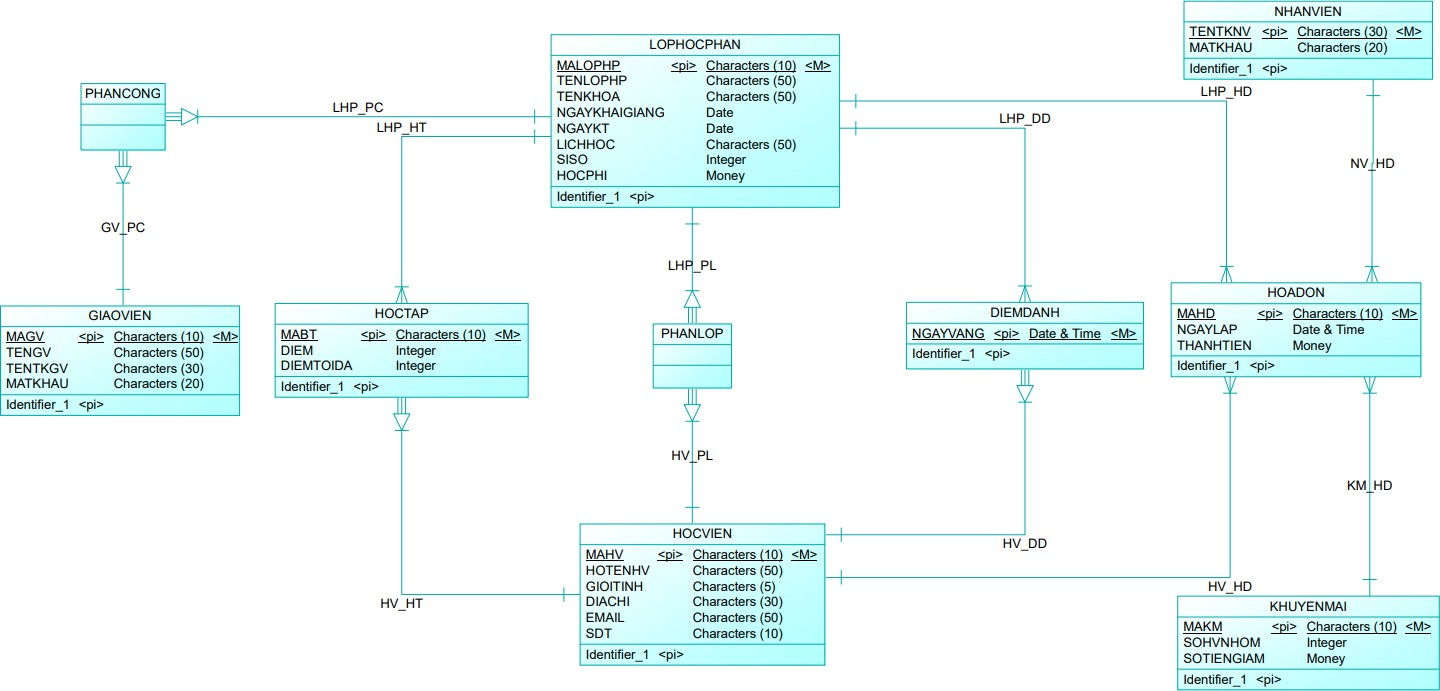 NHANVIEN
TENTKNV <pi> Characters (30) <M>
MATKHAU Characters (20)
Identifier_1 <pi>
LOPHOCPHAN
MALOPHP <pi> Characters (10) <M>
TENLOPHP Characters (50)
TENKHOA Characters (50)
NGAYKHAIGIANG Date
NGAYKT Date
LICHHOC Characters (50)
SISO Integer
HOCPHI Money
Identifier_1 <pi>
PHANCONG
LHP_PC
LHP_HT
LHP_HD
LHP_DD
NV_HD
GV_PC
LHP_PL
GIAOVIEN
MAGV <pi> Characters (10) <M>
TENGV Characters (50)
TENTKGV Characters (30)
MATKHAU Characters (20)
Identifier_1 <pi>
HOCTAP
MABT <pi> Characters (10) <M>
DIEM Integer
DIEMTOIDA Integer
Identifier_1 <pi>
PHANLOP
DIEMDANH
NGAYVANG <pi> Date & Time <M>
Identifier_1 <pi>
HOADON
MAHD <pi> Characters (10) <M>
NGAYLAP Date & Time
THANHTIEN Money
Identifier_1 <pi>
HV_PL
KM_HD
HOCVIEN
MAHV <pi> Characters (10) <M>
HOTENHV Characters (50)
GIOITINH Characters (5)
DIACHI Characters (30)
EMAIL Characters (50)
SDT Characters (10)
Identifier_1 <pi>
HV_DD
HV_HD
HV_HT
KHUYENMAI
MAKM <pi> Characters (10) <M>
SOHVNHOM Integer
SOTIENGIAM Money
Identifier_1 <pi>